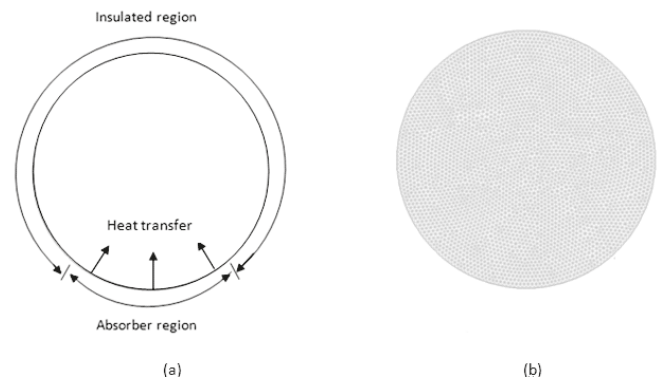 Insulated region
Heat transfer
Absorber region
(a)
(b)